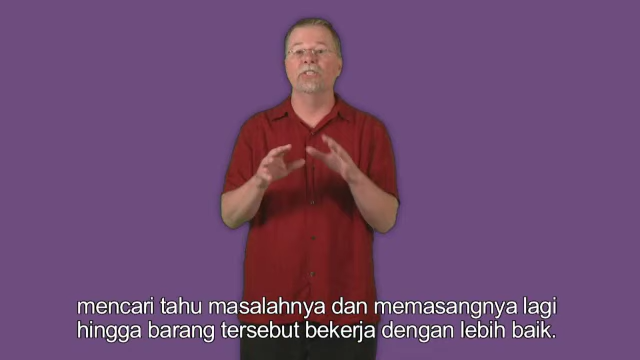 mencari tahu masalahnya dan memasangnya lagi
hingga barang tersebut bekerja dengan lebih baik.